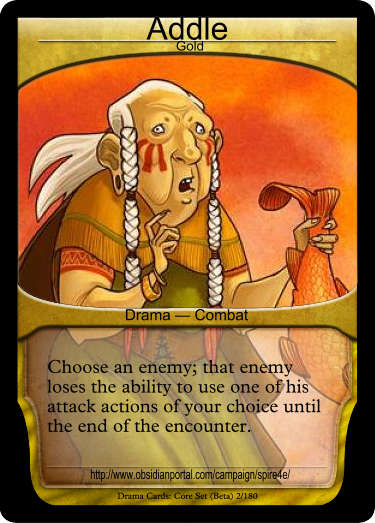 Addle
Gold
Drama — Combat
Choose an enemy; that enemy
loses the ability to use one of his
attack actions of your choice until
the end of the encounter.
http://www.obsidianportal.com/campaign/spire4e/
Drama Cards: Core Set (Beta) 2/180